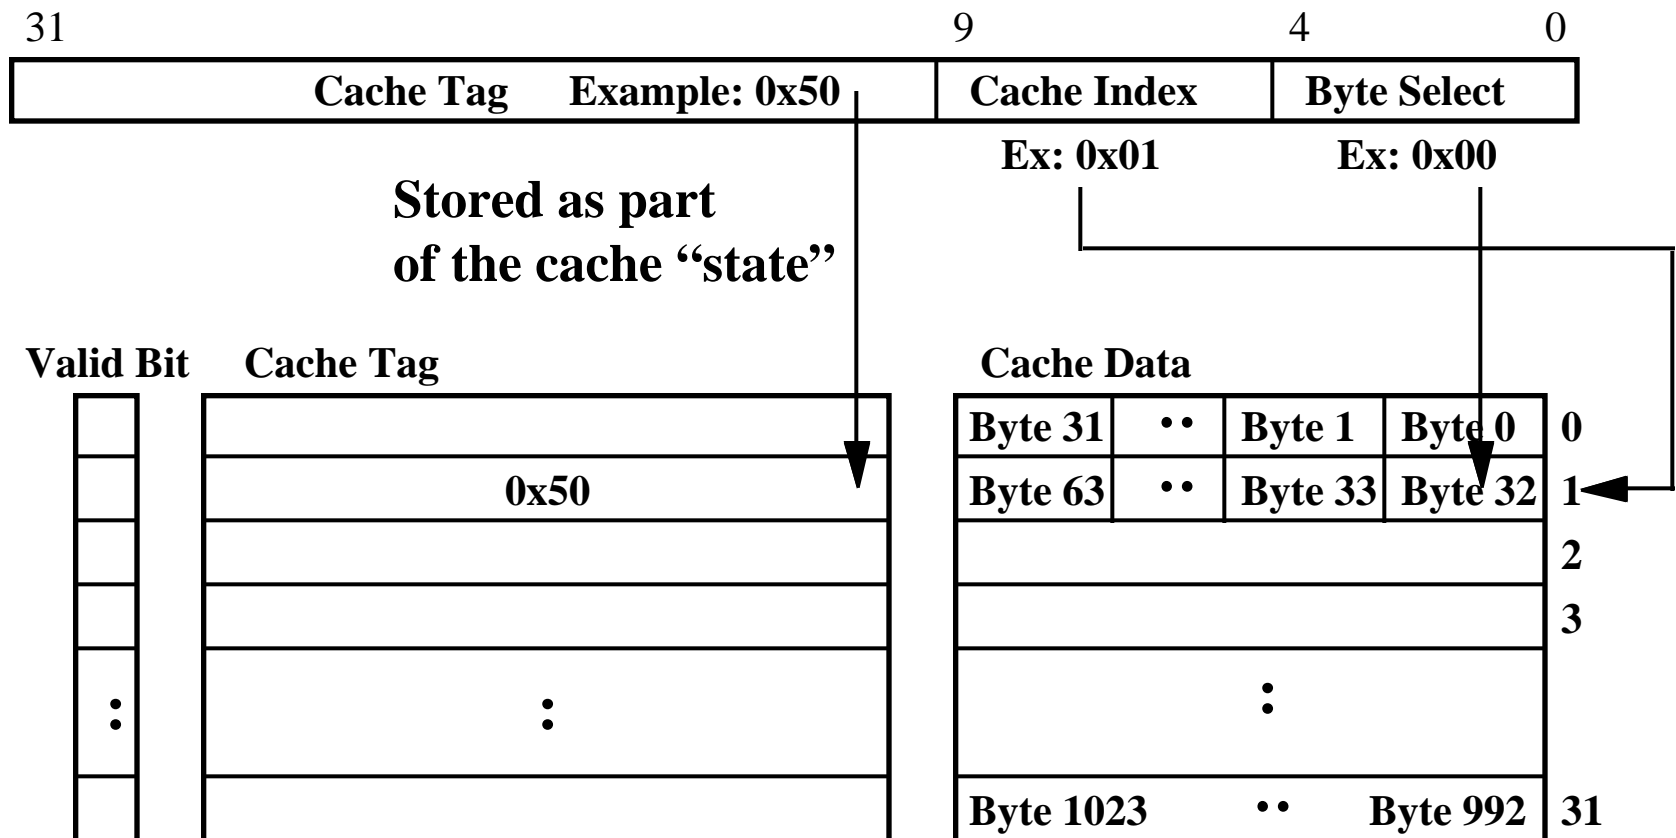 31 9 4 0
Cache Tag Example: 0x50 Cache Index Byte Select
Ex: 0x01 Ex: 0x00
Stored as part
of the cache “state”
Valid Bit Cache Tag Cache Data
Byte 31 •• Byte 1 Byte 0 0
0x50 Byte 63 •• Byte 33 Byte 32 1
2
3
: : :
Byte 1023 •• Byte 992 31